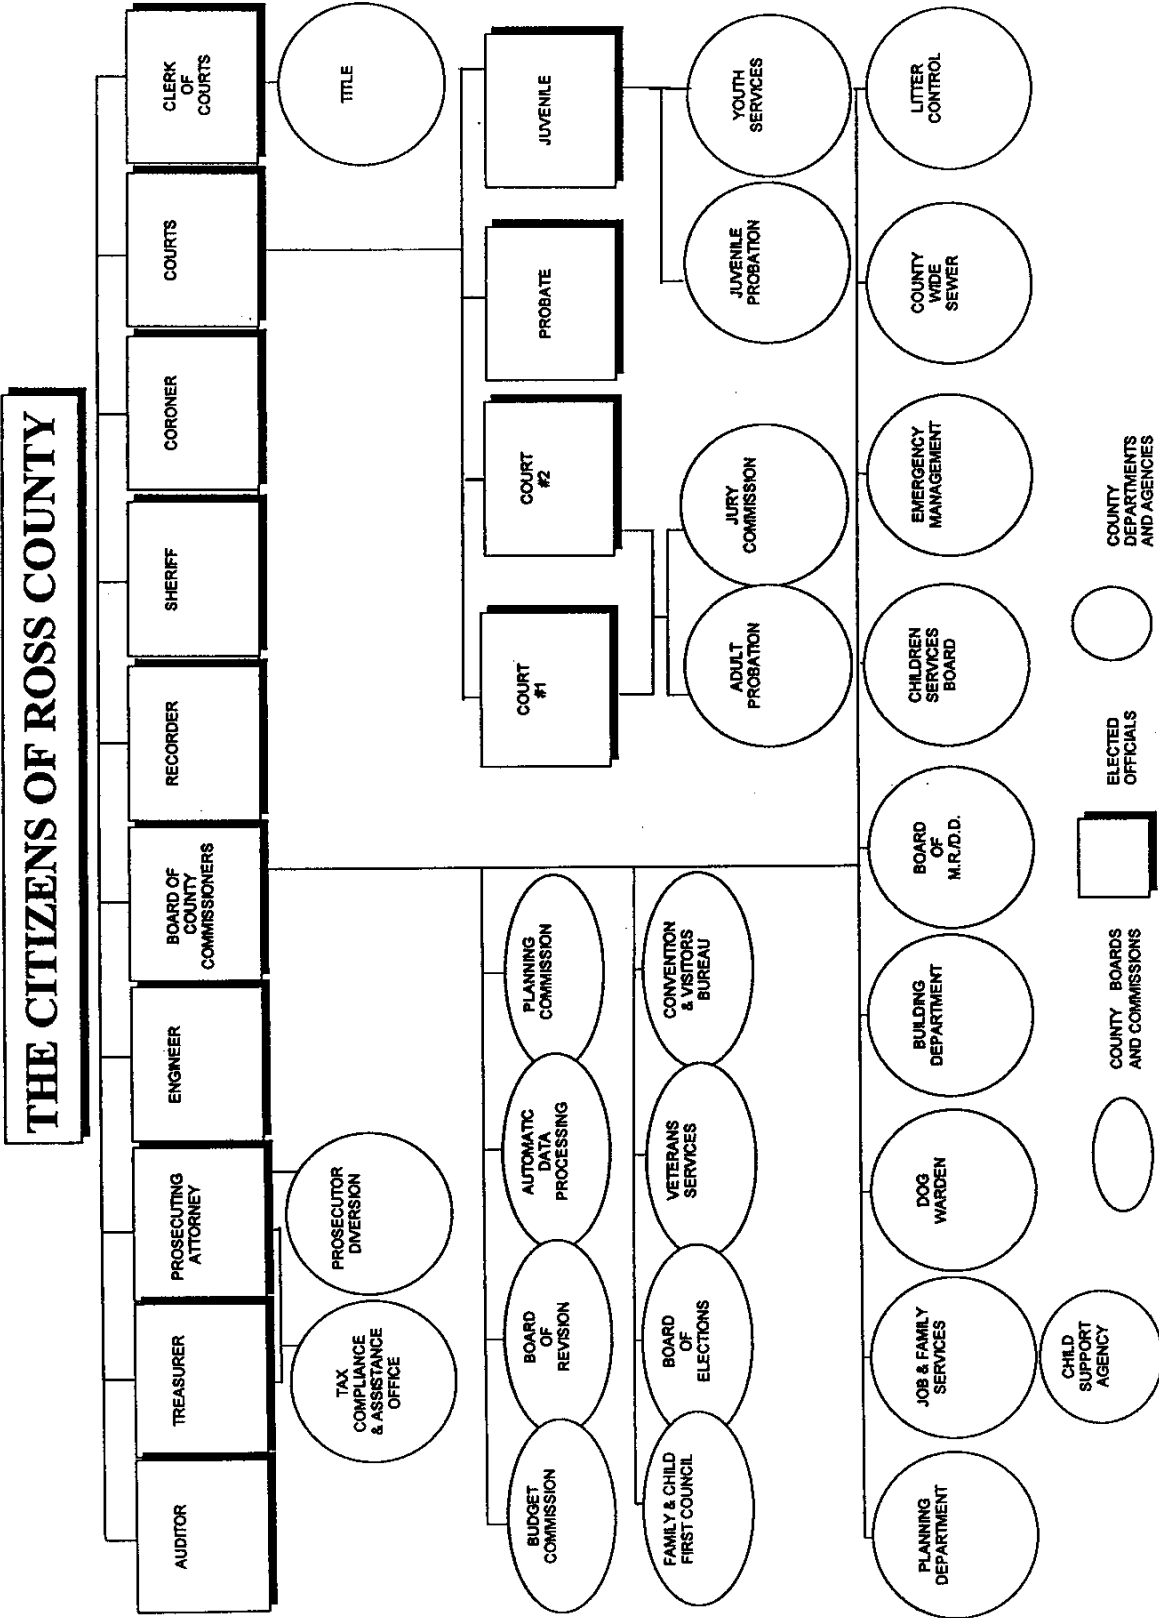 THE CITIZENS OF ROSS COUNTY
AUDITOR
TREASURER
PROSECUTING
ATTORNEY
ENGINEER
BOARD OF
COUNTY
COMMISSIONERS
RECORDER
SHERIFF
CORONER
COURTS
CLERK
OF
COURTS
TAX
COMPLIANCE
& ASSISTANCE
OFFICE
PROSECUTOR
DIVERSION
TITLE
BUDGET
COMMISSION
BOARD
OF
REVISION
AUTOMATIC
DATA
PROCESSING
PLANNING
COMMISSION
COURT
#1
COURT
#2
PROBATE
JUVENILE
FAMILY & CHILD
FIRST COUNCIL
BOARD
OF
ELECTIONS
VETERANS
SERVICES
CONVENTION
& VISITORS
BUREAU
ADULT
PROBATION
JURY
COMMISSION
JUVENILE
PROBATION
YOUTH
SERVICES
PLANNING
DEPARTMENT
JOB & FAMILY
SERVICES
DOG
WARDEN
BUILDING
DEPARTMENT
BOARD
OF
M.R./D.D.
CHILDREN
SERVICES
BOARD
EMERGENCY
MANAGEMENT
COUNTY
WIDE
SEWER
LITTER
CONTROL
CHILD
SUPPORT
AGENCY
COUNTY BOARDS
AND COMMISSIONS
ELECTED
OFFICIALS
COUNTY
DEPARTMENTS
AND AGENCIES